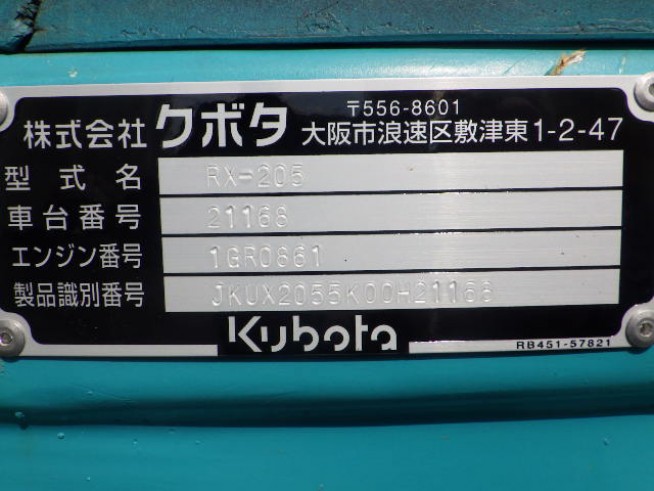 〒556-8601
株式会社 クボタ 大阪市浪速区敷津東1-2-47
型式名 RX-205
車台番号 21168
エンジン番号 1GR0661
製品識別番号 JKUX2055K00H21168
Kubota
RB451-57821